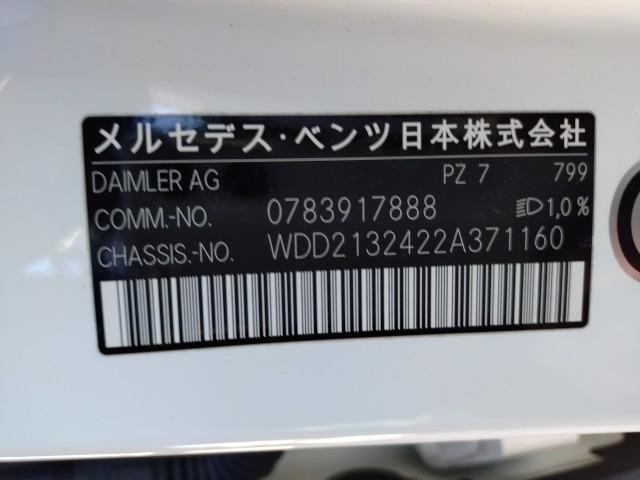 メルセデス・ベンツ日本株式会社
DAIMLER AG PZ 7 799
COMM.-NO. 0783917888 1,0%
CHASSIS.-NO. WDD2132422A371160